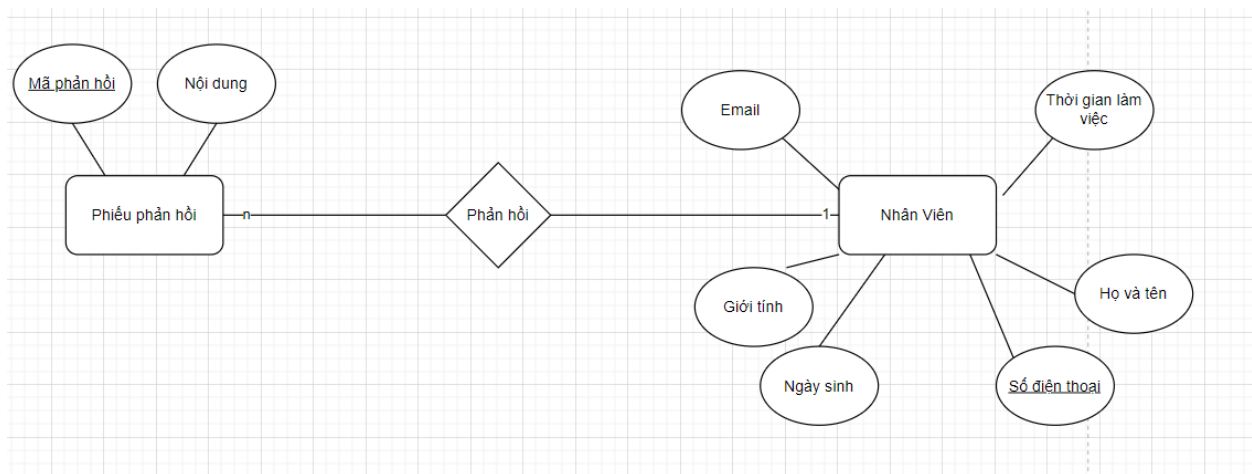 Mã phản hồi
Nội dung
Email
Thời gian làm
việc
Phiếu phản hồi
n
Phản hồi
1
Nhân Viên
Giới tính
Họ và tên
Ngày sinh
Số điện thoại